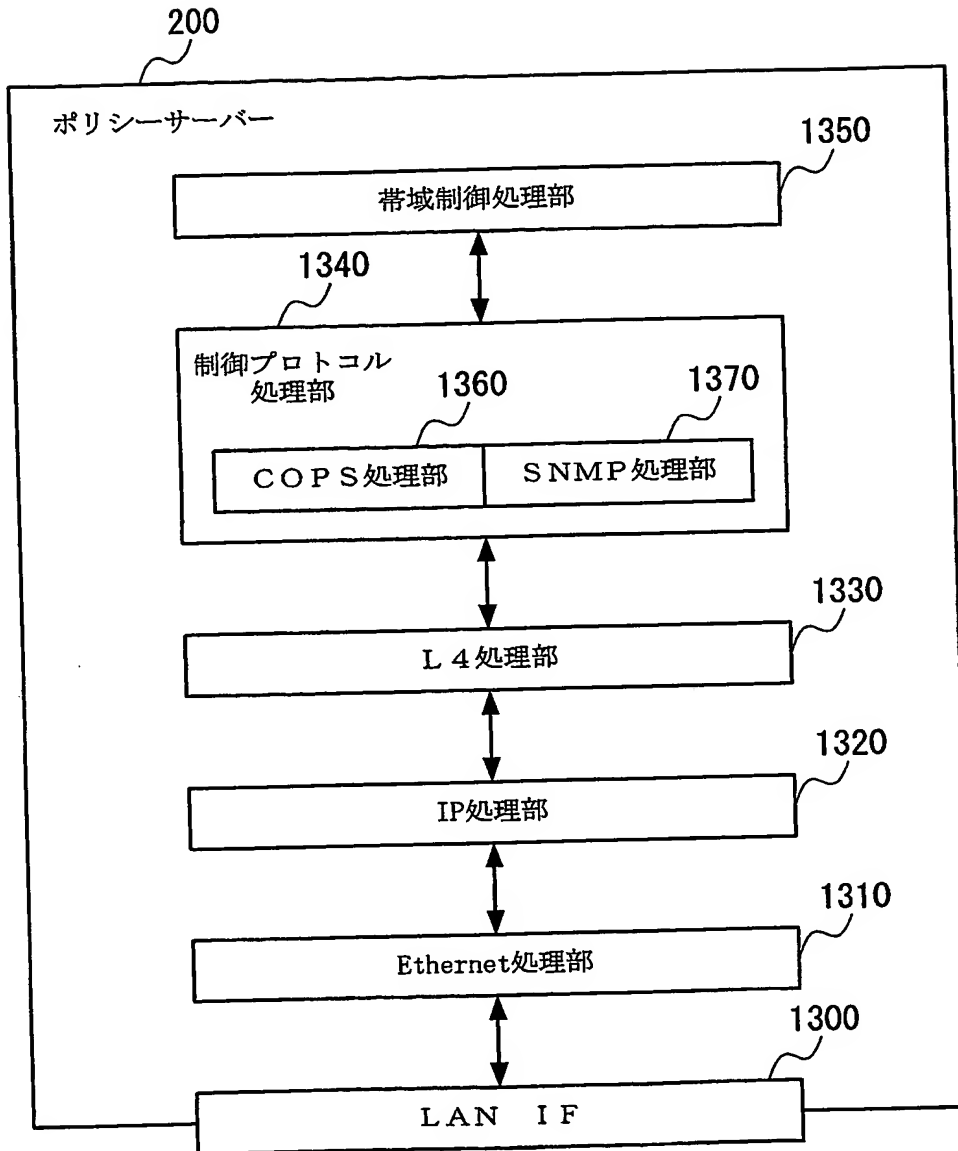 200
ポリシーサーバー
1350
帯域制御処理部
1340
制御プロトコル
処理部
1360
1370
ＣＯＰＳ処理部
ＳＮＭＰ処理部
1330
Ｌ４処理部
1320
IP処理部
1310
Ethernet処理部
1300
ＬＡＮ　ＩＦ